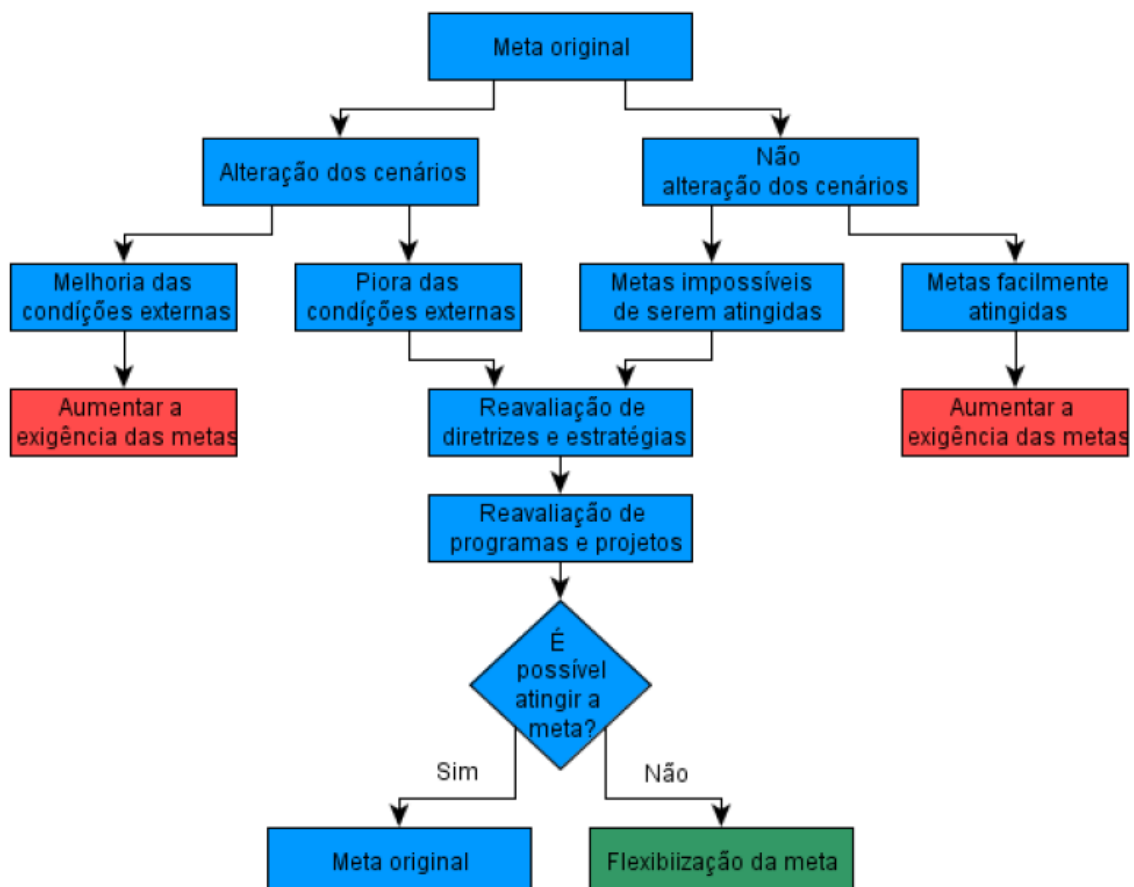 Meta original
Alteração dos cenários
Não
alteração dos cenários
Melhoria das
condíções externas
Piora das
condíções externas
Metas impossíveis
de serem atingidas
Metas facilmente
atingidas
Aumentar a
exigência das metas
Reavaliação de
diretrizes e estratégias
Aumentar a
exigência das metas
Reavaliação de
programas e projetos
É
possível
atingir a
meta?
Sim
Não
Meta original
Flexibiização da meta